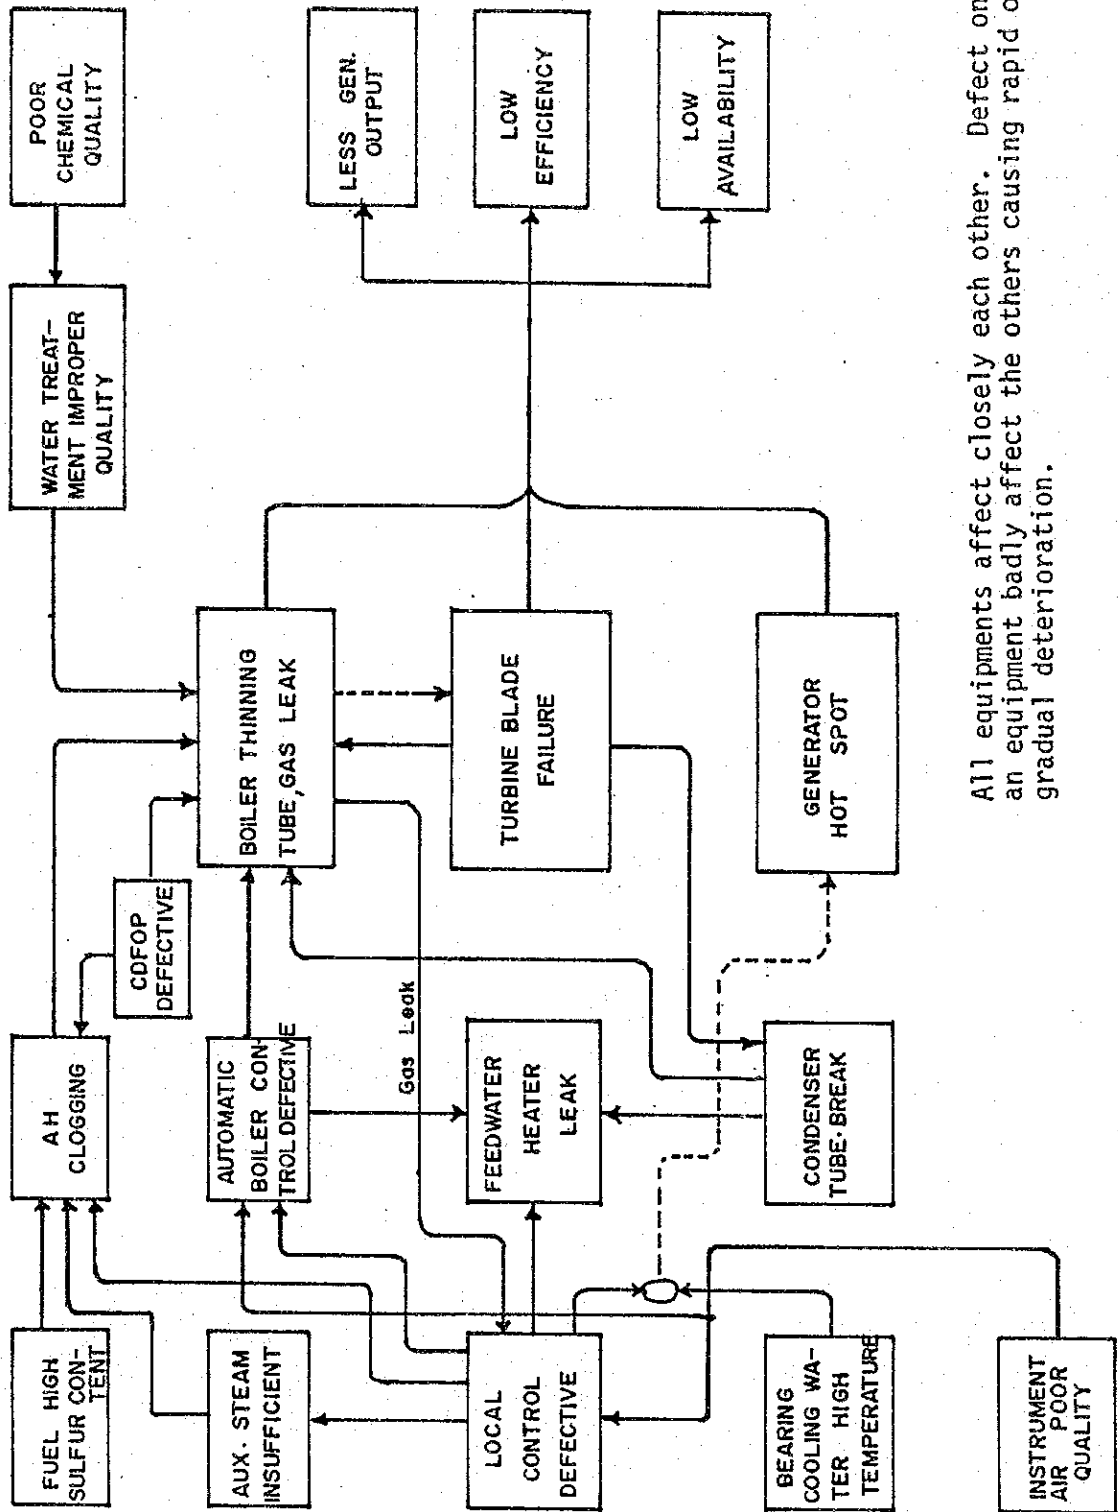 FUEL HIGH
SULFUR CON-
TENT
AH
CLOGGING
CDFOP
DEFECTIVE
WATER TREAT-
MENT IMPROPER
QUALITY
POOR
CHEMICAL
QUALITY
AUX. STEAM
INSUFFICIENT
AUTOMATIC
BOILER CON-
TROL DEFECTIVE
BOILER THINNING
TUBE, GAS LEAK
LESS GEN.
OUTPUT
Gas Leak
LOCAL
CONTROL
DEFECTIVE
FEEDWATER
HEATER
LEAK
TURBINE BLADE
FAILURE
LOW
EFFICIENCY
BEARING
COOLING WA-
TER HIGH
TEMPERATURE
CONDENSER
TUBE-BREAK
GENERATOR
HOT SPOT
LOW
AVAILABILITY
INSTRUMENT
AIR POOR
QUALITY
All equipments affect closely each other. Defect on
an equipment badly affect the others causing rapid
gradual deterioration.